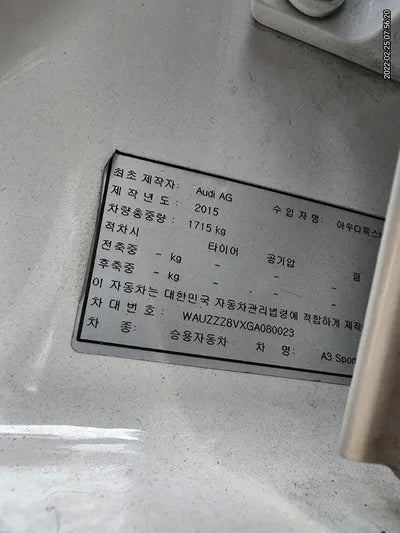 2022-02-25 07:56:20
최초 제작자: Audi AG 수 입 자 명: 아우디폭스
제 작 년 도 : 2015
차량총중량 : 1715 kg
적차시 타이어 공기압 림
전축중 - kg - -
후축중 - kg - -
이 자동차는 대한민국 자동차관리법령에 적합하게 제작
차 대 번 호 : WAUZZZ8VXGA080023
차 종: 승용자동차 차 명: A3 Sport